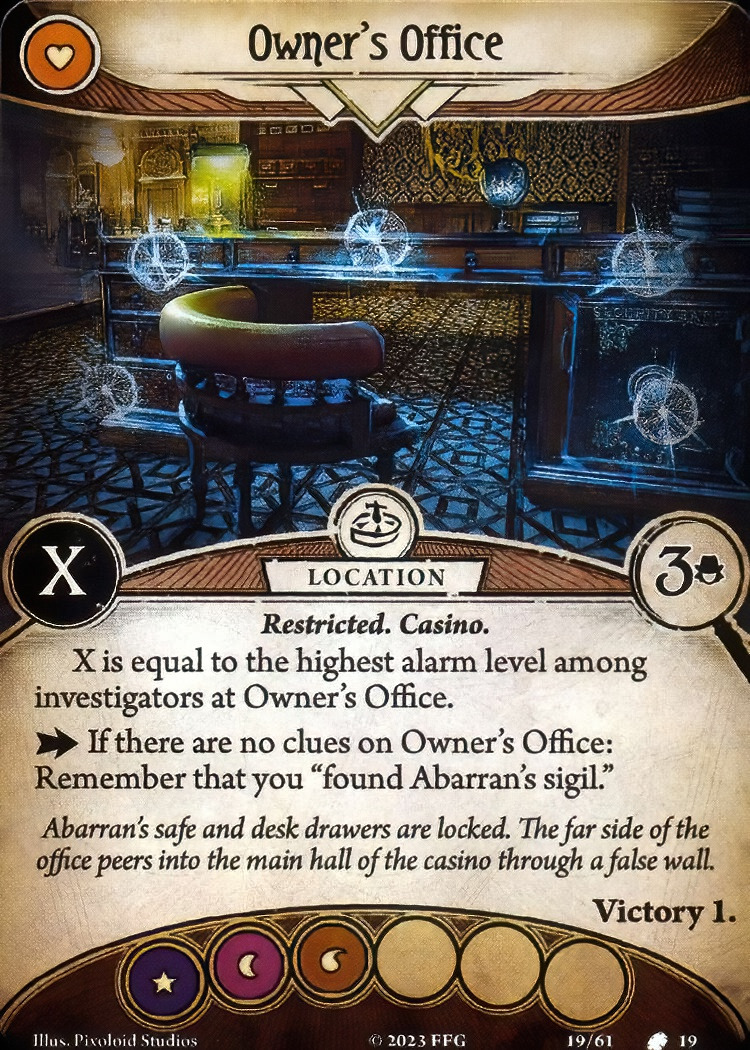 Owner's Office
SECURITY SAFE
X
3
LOCATION
Restricted. Casino.
X is equal to the highest alarm level among
investigators at Owner's Office.
If there are no clues on Owner's Office:
Remember that you “found Abarran's sigil.”
Abarran's safe and desk drawers are locked. The far side of the
office peers into the main hall of the casino through a false wall.
Victory 1.
Illus. Pixoloid Studios
© 2023 FFG
19/61
19